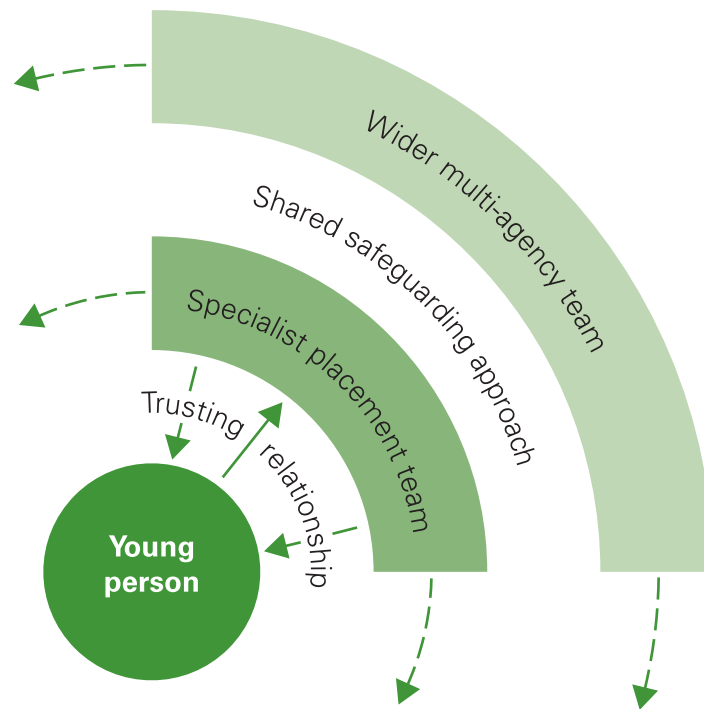 Wider multi-agency team
Shared safeguarding approach
Specialist placement team
Trusting relationship
Young
person